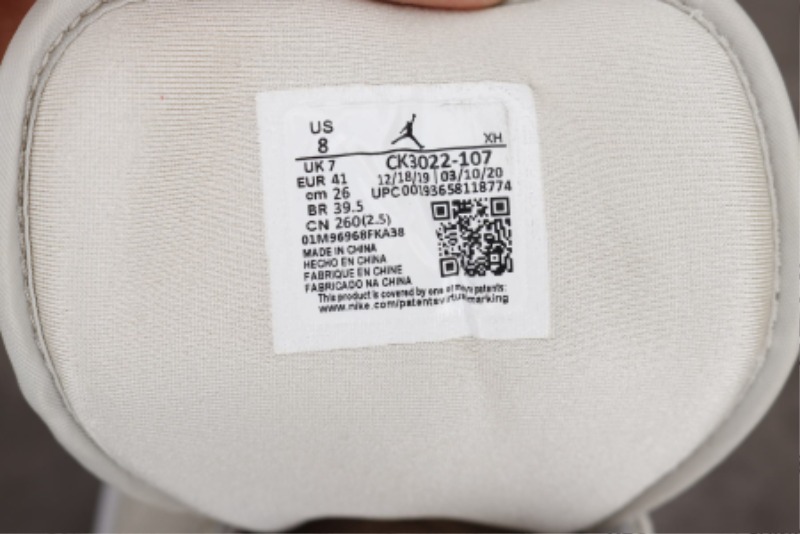 US
8
XH
UK 7 CK3022-107
EUR 41 12/18/19 | 03/10/20
cm 26 UPC 00193658118774
BR 39.5
CN 260(2.5)
01M96968FKA38
MADE IN CHINA
HECHO EN CHINA
FABRIQUE EN CHINE
FABRICADO NA CHINA
This product is covered by one of more patents:
www.nike.com/patentsvirtualmarking